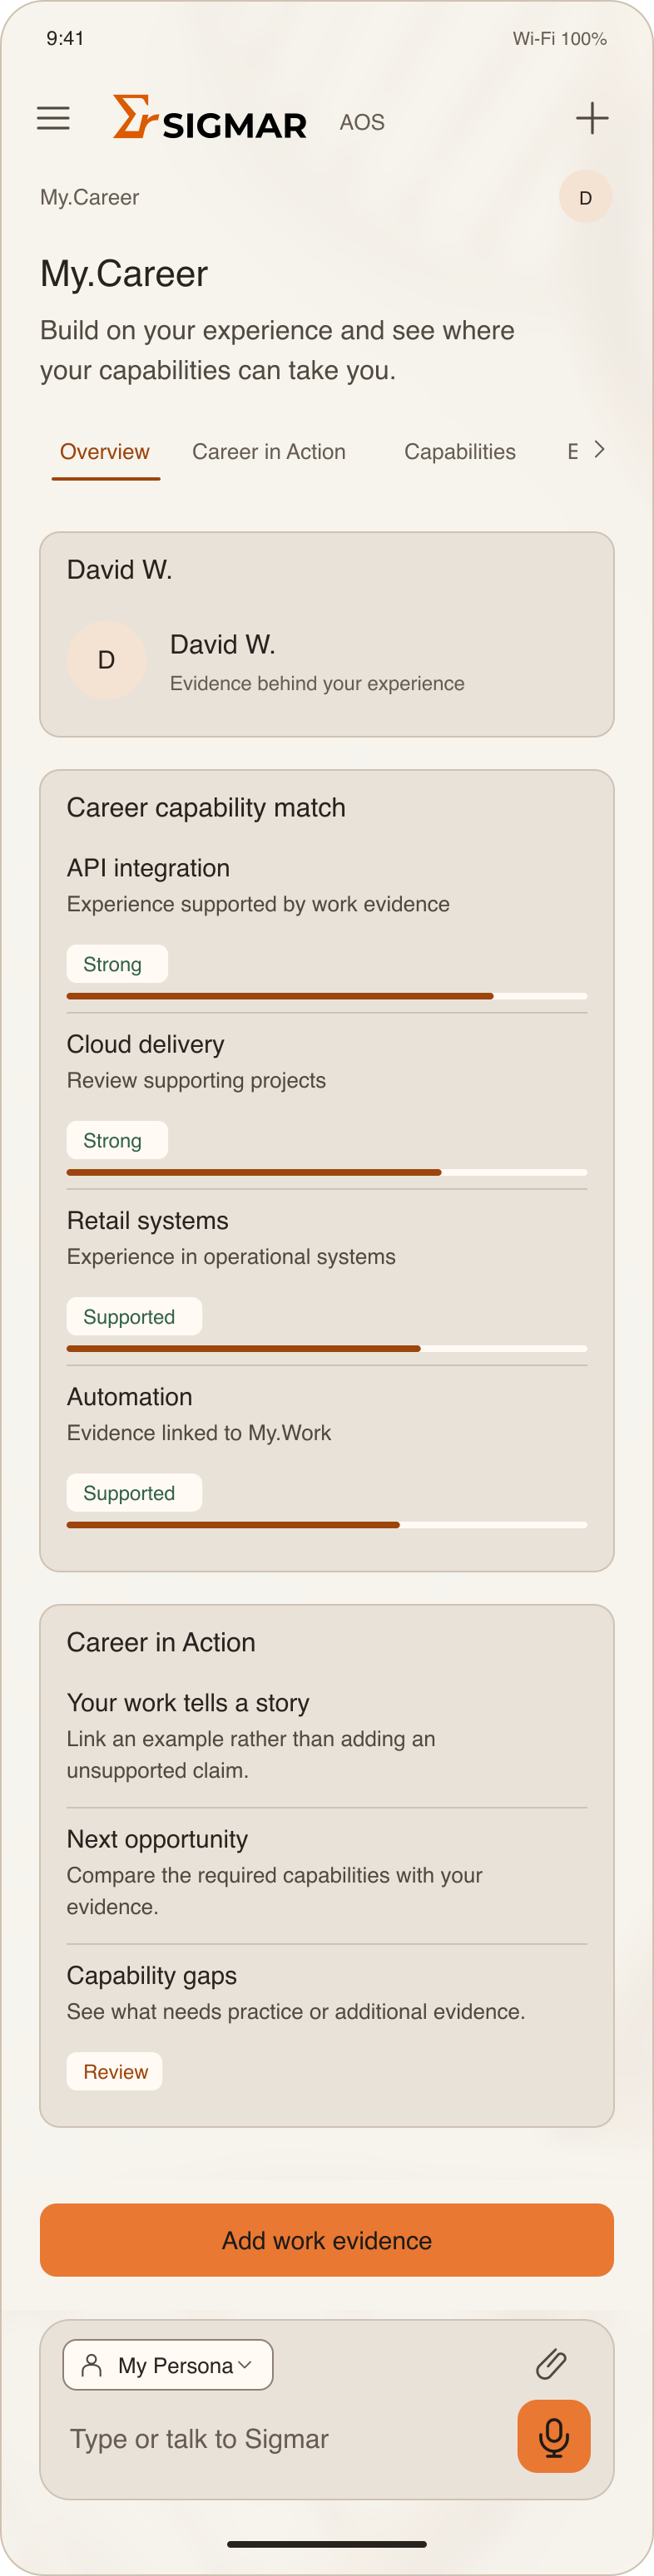 9:41
Wi-Fi 100%
SIGMAR AOS
My.Career
D
My.Career
Build on your experience and see where
your capabilities can take you.
Overview
Career in Action
Capabilities
E
David W.
D
David W.
Evidence behind your experience
Career capability match
API integration
Experience supported by work evidence
Strong
Cloud delivery
Review supporting projects
Strong
Retail systems
Experience in operational systems
Supported
Automation
Evidence linked to My.Work
Supported
Career in Action
Your work tells a story
Link an example rather than adding an
unsupported claim.
Next opportunity
Compare the required capabilities with your
evidence.
Capability gaps
See what needs practice or additional evidence.
Review
Add work evidence
My Persona
Type or talk to Sigmar